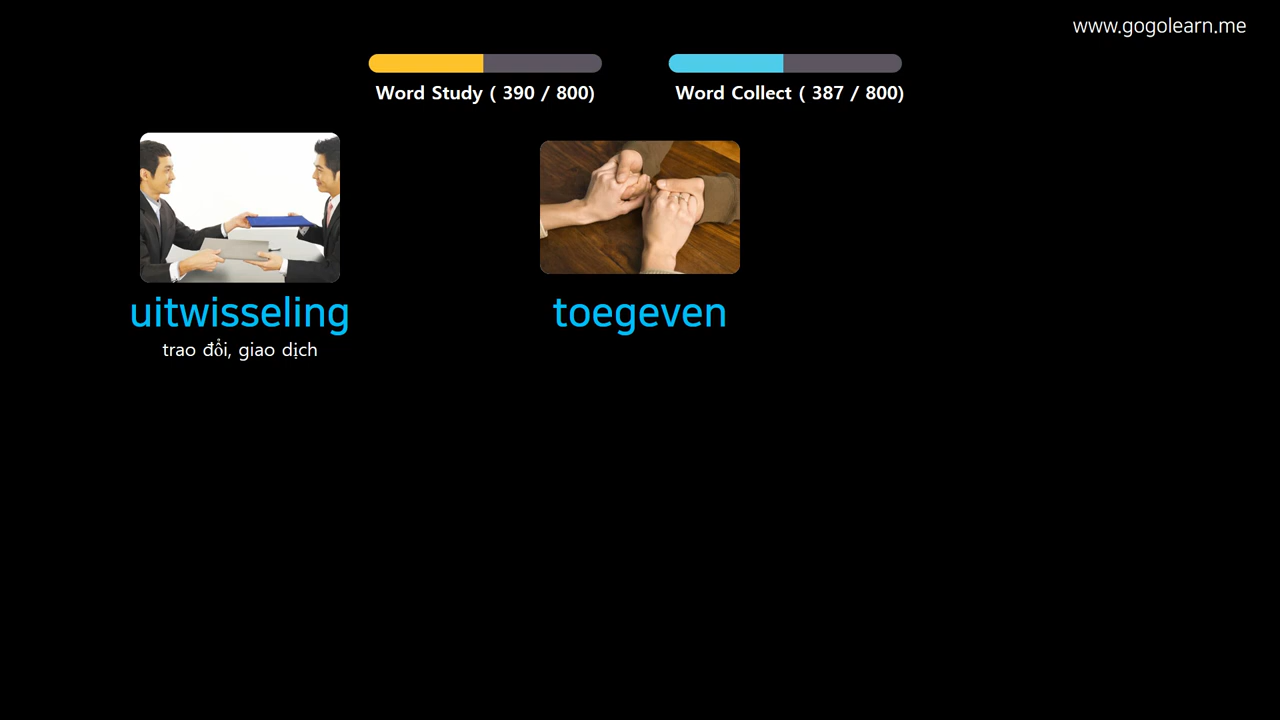 www.gogolearn.me
Word Study ( 390 / 800)
Word Collect ( 387 / 800)
uitwisseling
toegeven
trao đổi, giao dịch